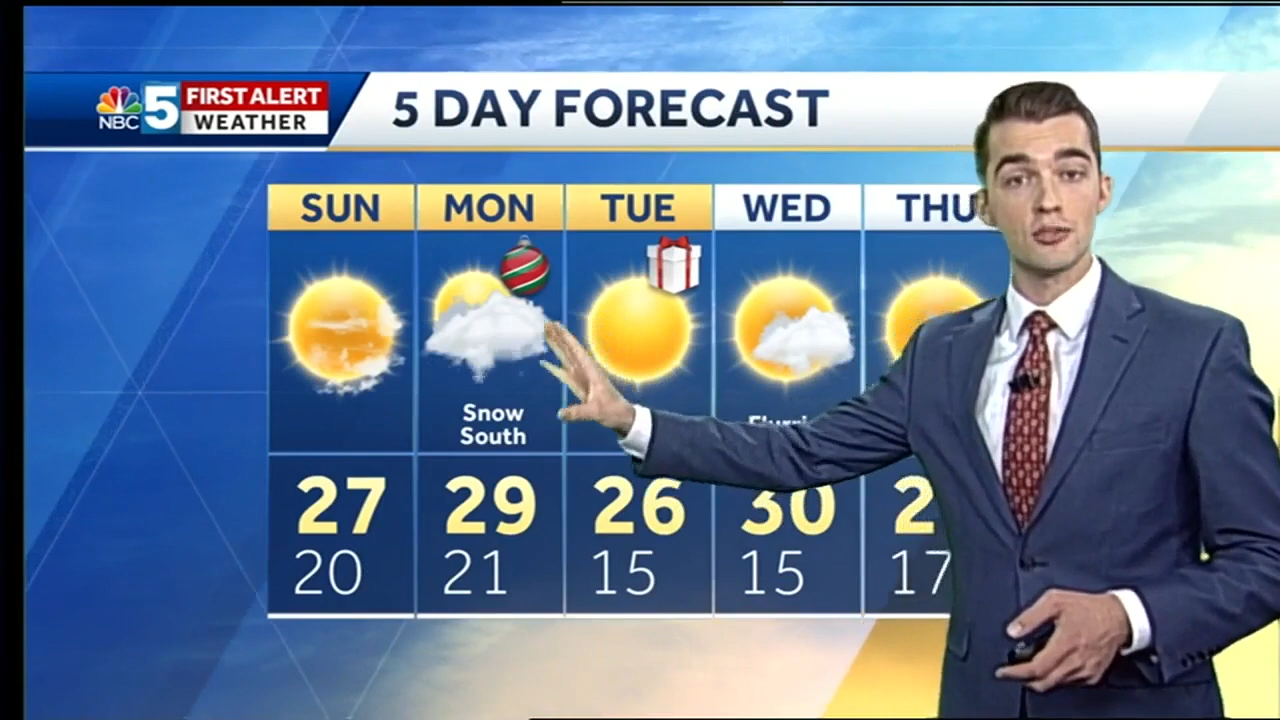 NBC 5 FIRST ALERT
WEATHER
5 DAY FORECAST
SUN MON TUE WED THU
Snow
South
27 29 26 30
20 21 15 15 17